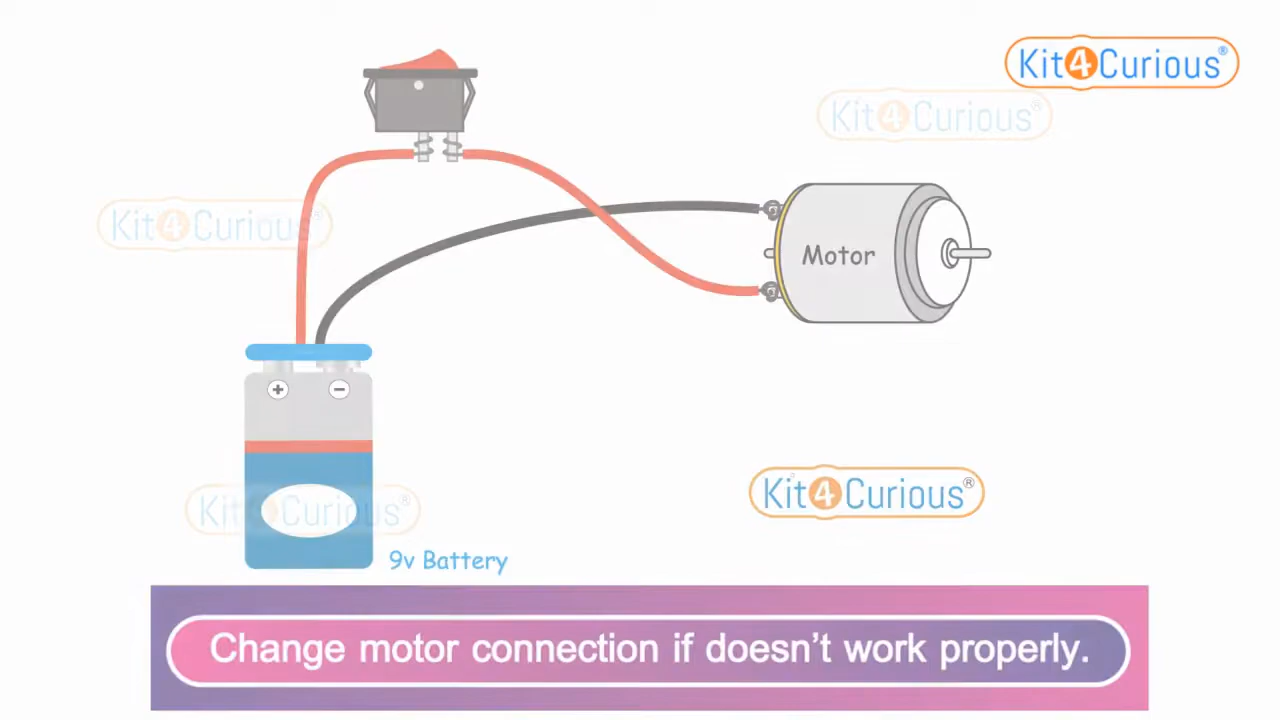 Kit4Curious®
Kit4Curious®
Kit4Curious®
Motor
+ −
Kit4Curious®
Kit4Curious®
9v Battery
Change motor connection if doesn't work properly.